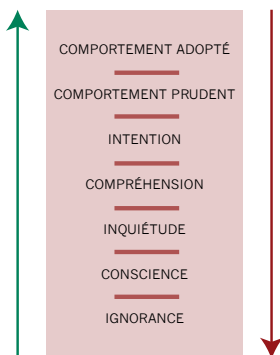 COMPORTEMENT ADOPTÉ
COMPORTEMENT PRUDENT
INTENTION
COMPRÉHENSION
INQUIÉTUDE
CONSCIENCE
IGNORANCE